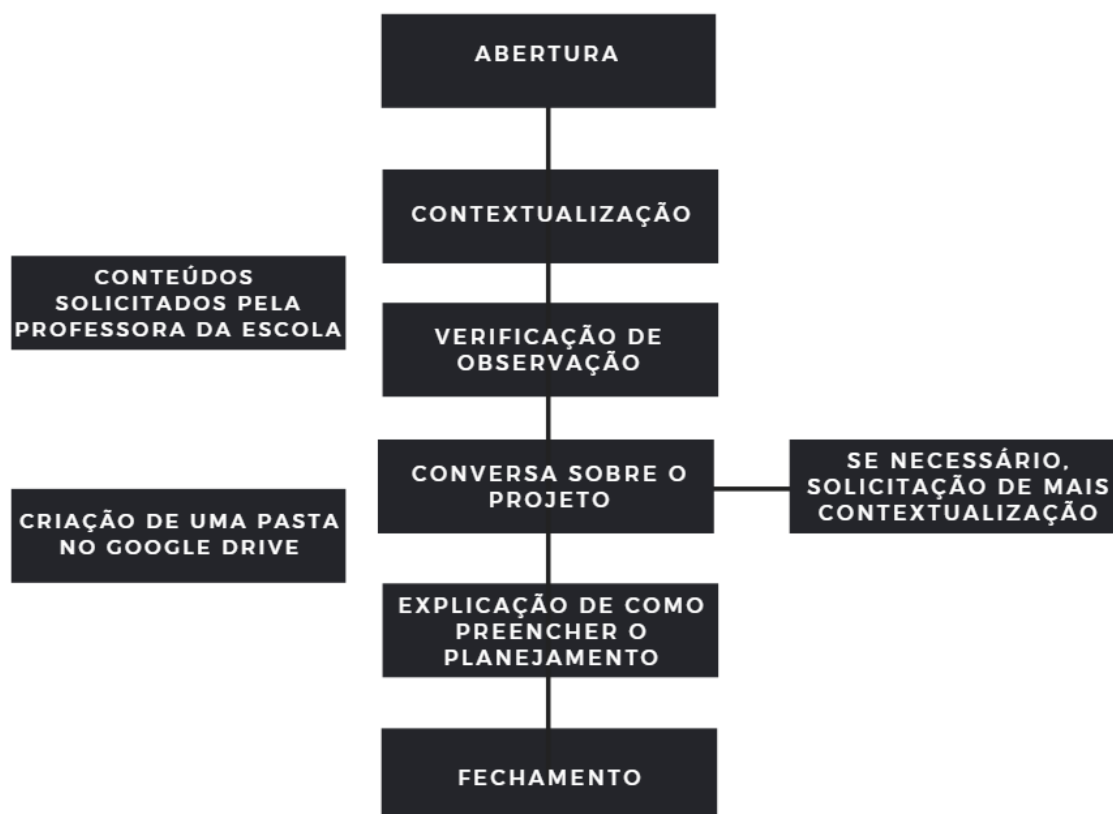 ABERTURA
CONTEXTUALIZAÇÃO
CONTEÚDOS
SOLICITADOS PELA
PROFESSORA DA ESCOLA
VERIFICAÇÃO DE
OBSERVAÇÃO
CONVERSA SOBRE O
PROJETO
SE NECESSÁRIO,
SOLICITAÇÃO DE MAIS
CONTEXTUALIZAÇÃO
CRIAÇÃO DE UMA PASTA
NO GOOGLE DRIVE
EXPLICAÇÃO DE COMO
PREENCHER O
PLANEJAMENTO
FECHAMENTO